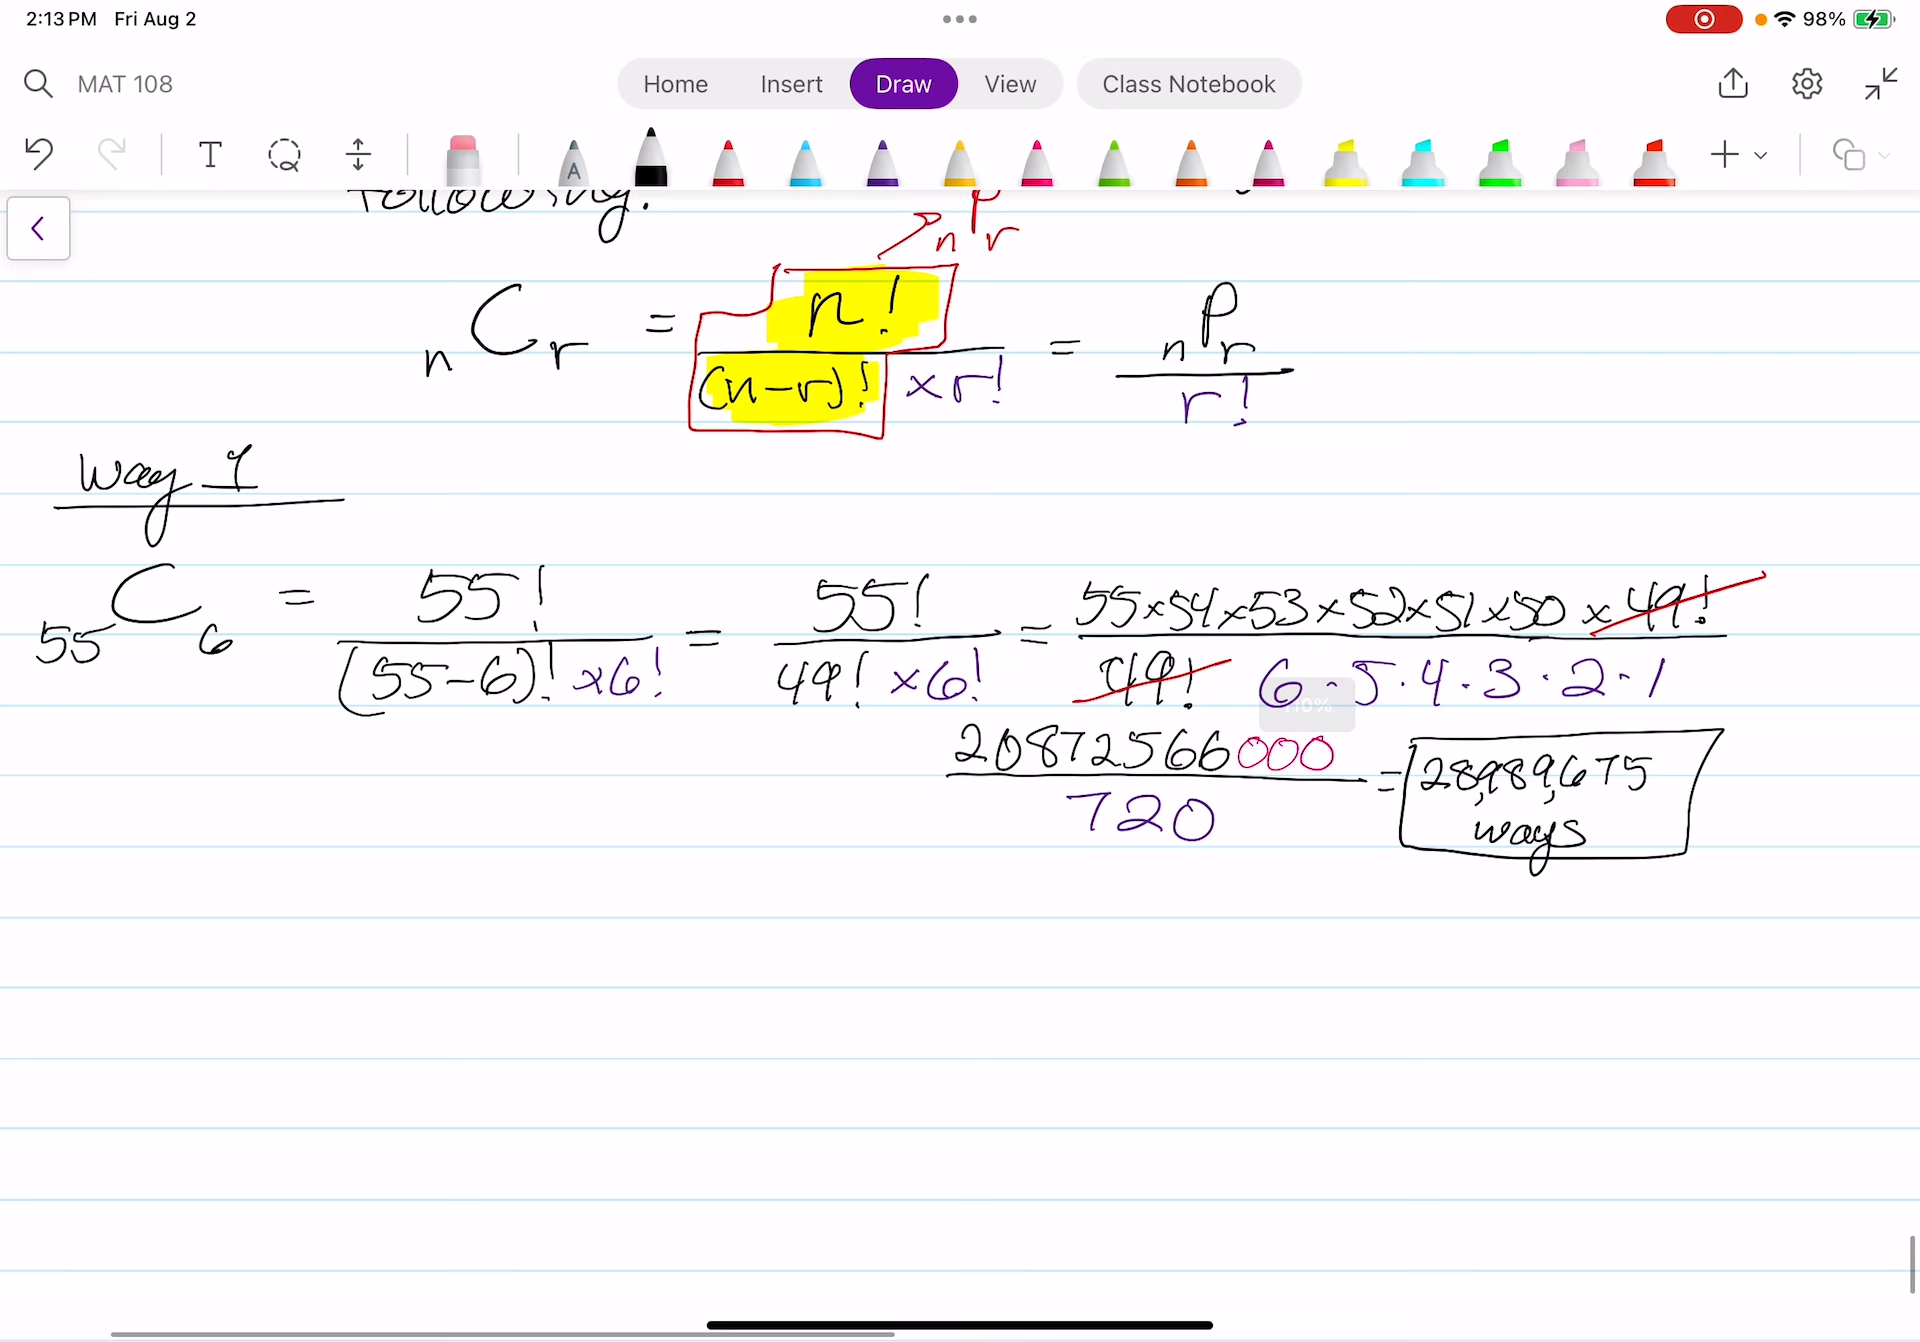 2:13 PM Fri Aug 2
98%
MAT 108
Home Insert Draw View Class Notebook
T A
following.
nPr
nCr = n! / ((n-r)! × r!) = nPr / r!
Way 1
55C6 = 55! / ((55-6)! × 6!) = 55! / (49! × 6!) = 55×54×53×52×51×50×49! / (49! 6·5·4·3·2·1)
20872566000 / 720 = 28,989,675
ways